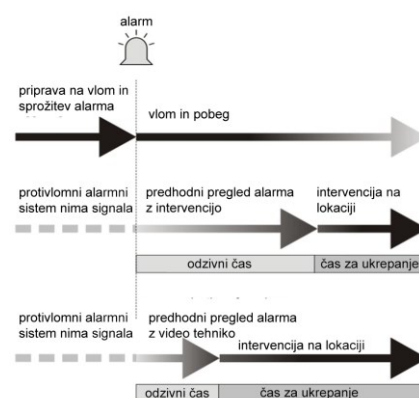 alarm
priprava na vlom in
sprožitev alarma
vlom in pobeg
protivlomni alarmni
sistem nima signala
predhodni pregled alarma
z intervencijo
intervencija na
lokaciji
odzivni čas
čas za ukrepanje
protivlomni alarmni
sistem nima signala
predhodni pregled alarma
z video tehniko
intervencija na lokaciji
odzivni čas
čas za ukrepanje